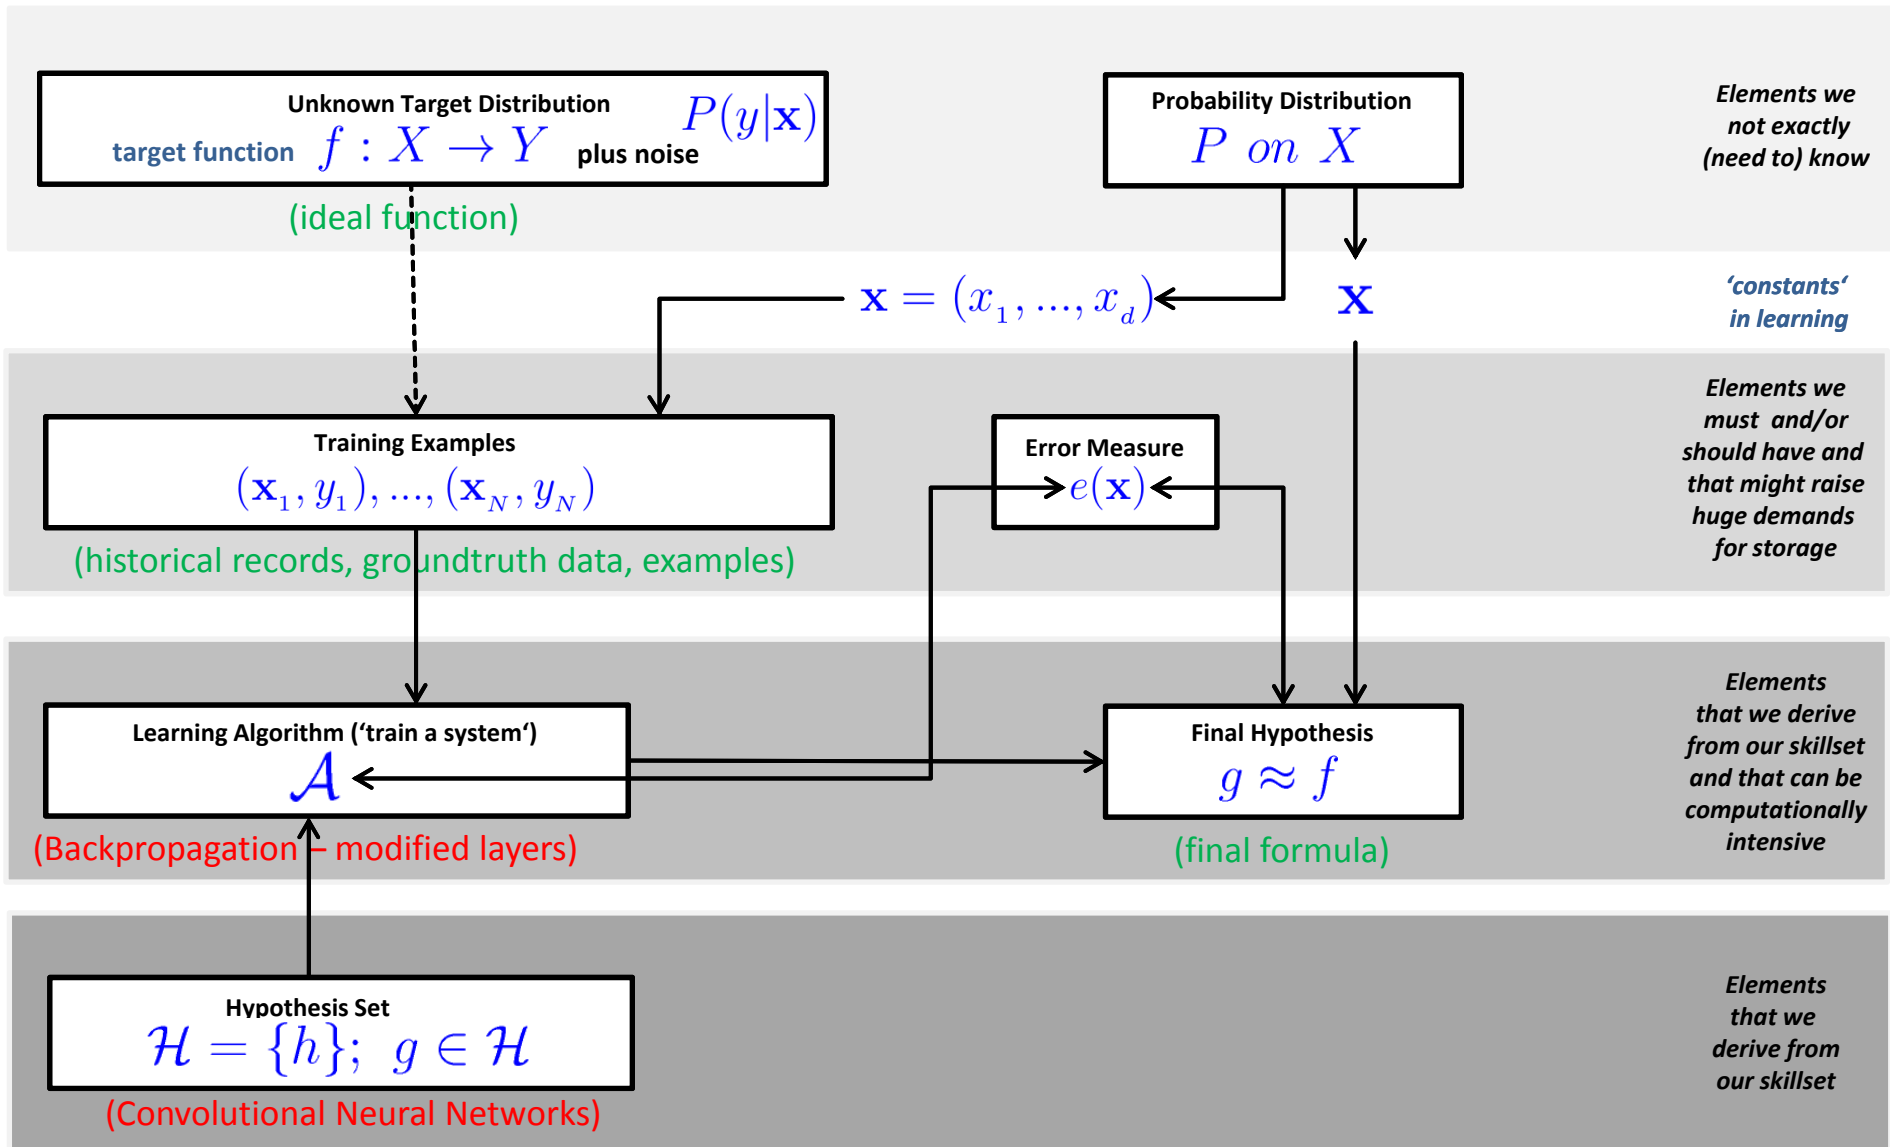 Unknown Target Distribution
target function f : X → Y plus noise P(y|x)
(ideal function)
Probability Distribution
P on X
Elements we
not exactly
(need to) know
x = (x₁, ..., x_d)
x
‘constants‘
in learning
Training Examples
(x₁, y₁), ..., (x_N, y_N)
(historical records, groundtruth data, examples)
Error Measure
e(x)
Elements we
must and/or
should have and
that might raise
huge demands
for storage
Learning Algorithm (‘train a system‘)
𝒜
(Backpropagation – modified layers)
Final Hypothesis
g ≈ f
(final formula)
Elements
that we derive
from our skillset
and that can be
computationally
intensive
Hypothesis Set
ℋ = {h}; g ∈ ℋ
(Convolutional Neural Networks)
Elements
that we
derive from
our skillset